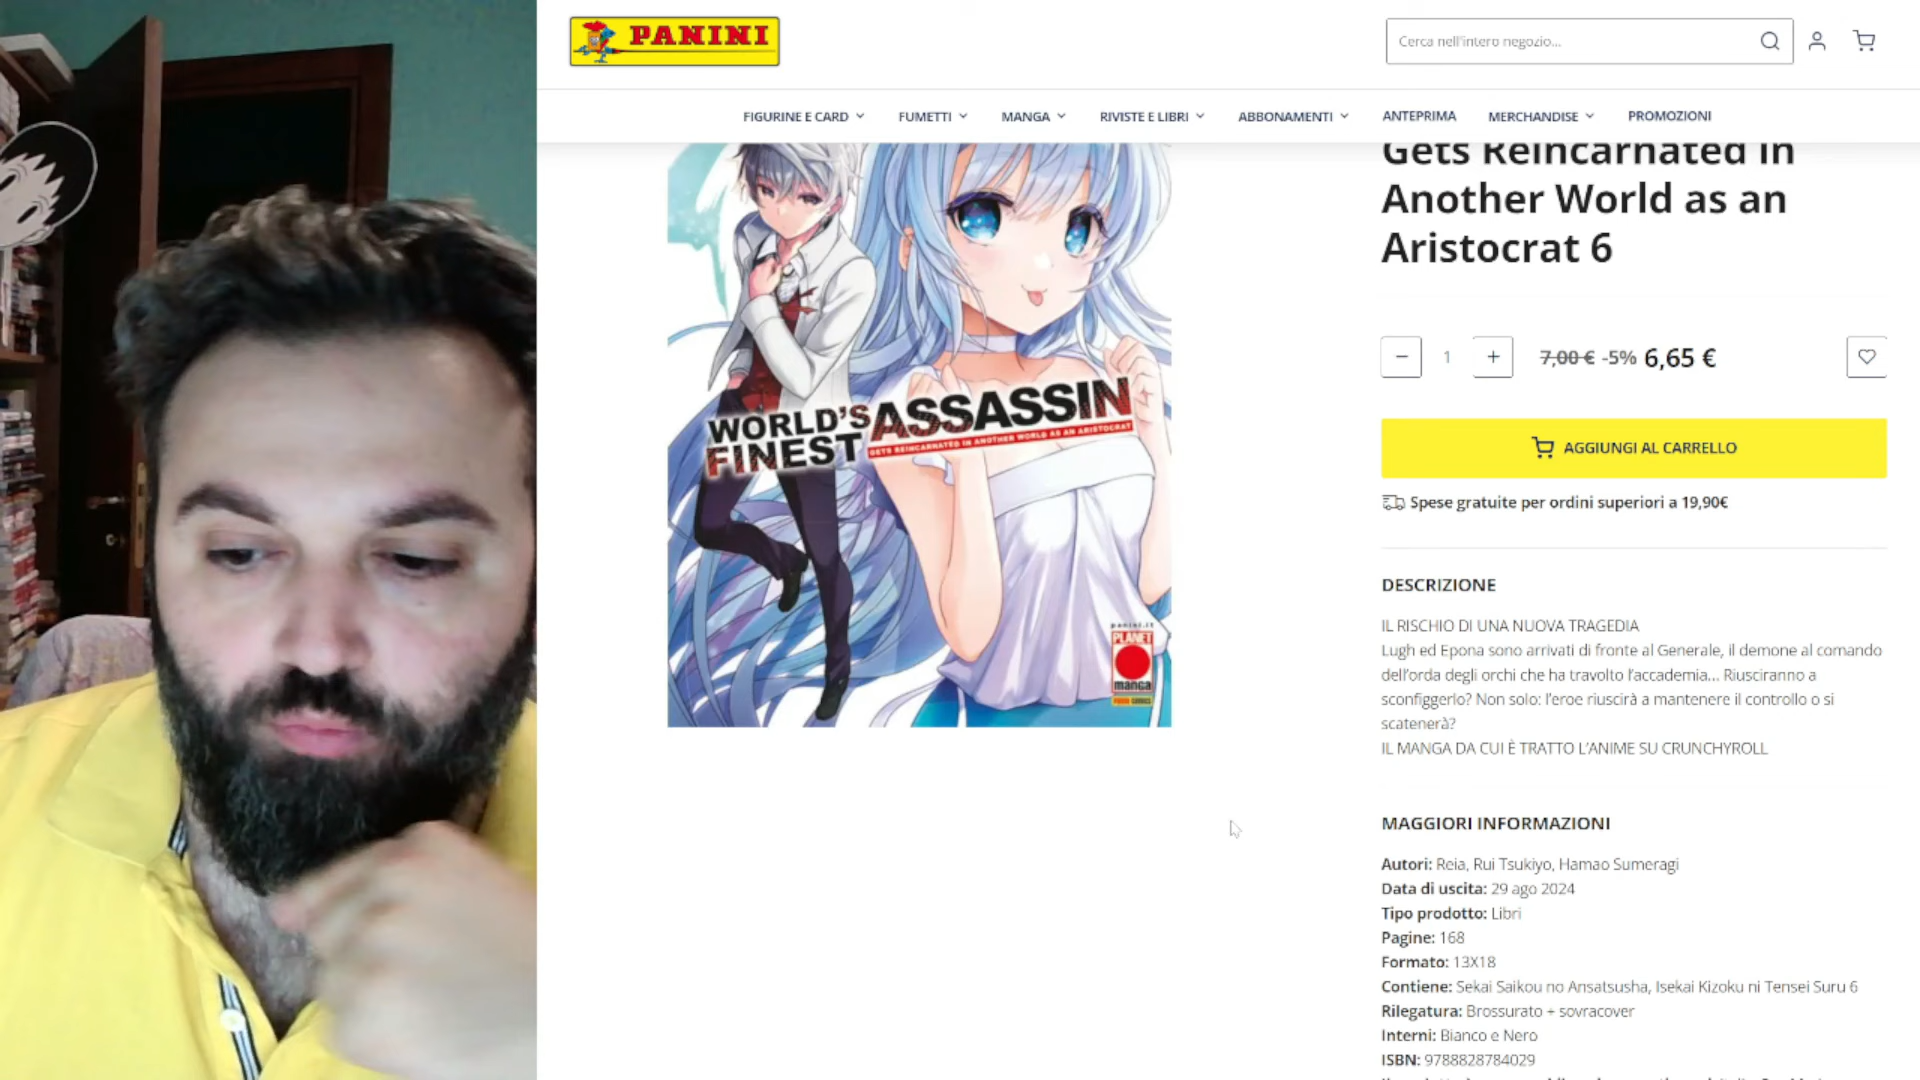 PANINI
Cerca nell'intero negozio...
FIGURINE E CARD
FUMETTI
MANGA
RIVISTE E LIBRI
ABBONAMENTI
ANTEPRIMA
MERCHANDISE
PROMOZIONI
Gets Reincarnated in
Another World as an
Aristocrat 6
WORLD'S ASSASSIN
FINEST
GETS REINCARNATED IN ANOTHER WORLD AS AN ARISTOCRAT
panini.it
PLANET
manga
− 1 + 7,00 € -5% 6,65 €
AGGIUNGI AL CARRELLO
Spese gratuite per ordini superiori a 19,90€
DESCRIZIONE
IL RISCHIO DI UNA NUOVA TRAGEDIA
Lugh ed Epona sono arrivati di fronte al Generale, il demone al comando
dell’orda degli orchi che ha travolto l’accademia... Riusciranno a
sconfiggerlo? Non solo: l’eroe riuscirà a mantenere il controllo o si
scatenerà?
IL MANGA DA CUI È TRATTO L’ANIME SU CRUNCHYROLL
MAGGIORI INFORMAZIONI
Autori: Reia, Rui Tsukiyo, Hamao Sumeragi
Data di uscita: 29 ago 2024
Tipo prodotto: Libri
Pagine: 168
Formato: 13X18
Contiene: Sekai Saikou no Ansatsusha, Isekai Kizoku ni Tensei Suru 6
Rilegatura: Brossurato + sovracover
Interni: Bianco e Nero
ISBN: 9788828784029